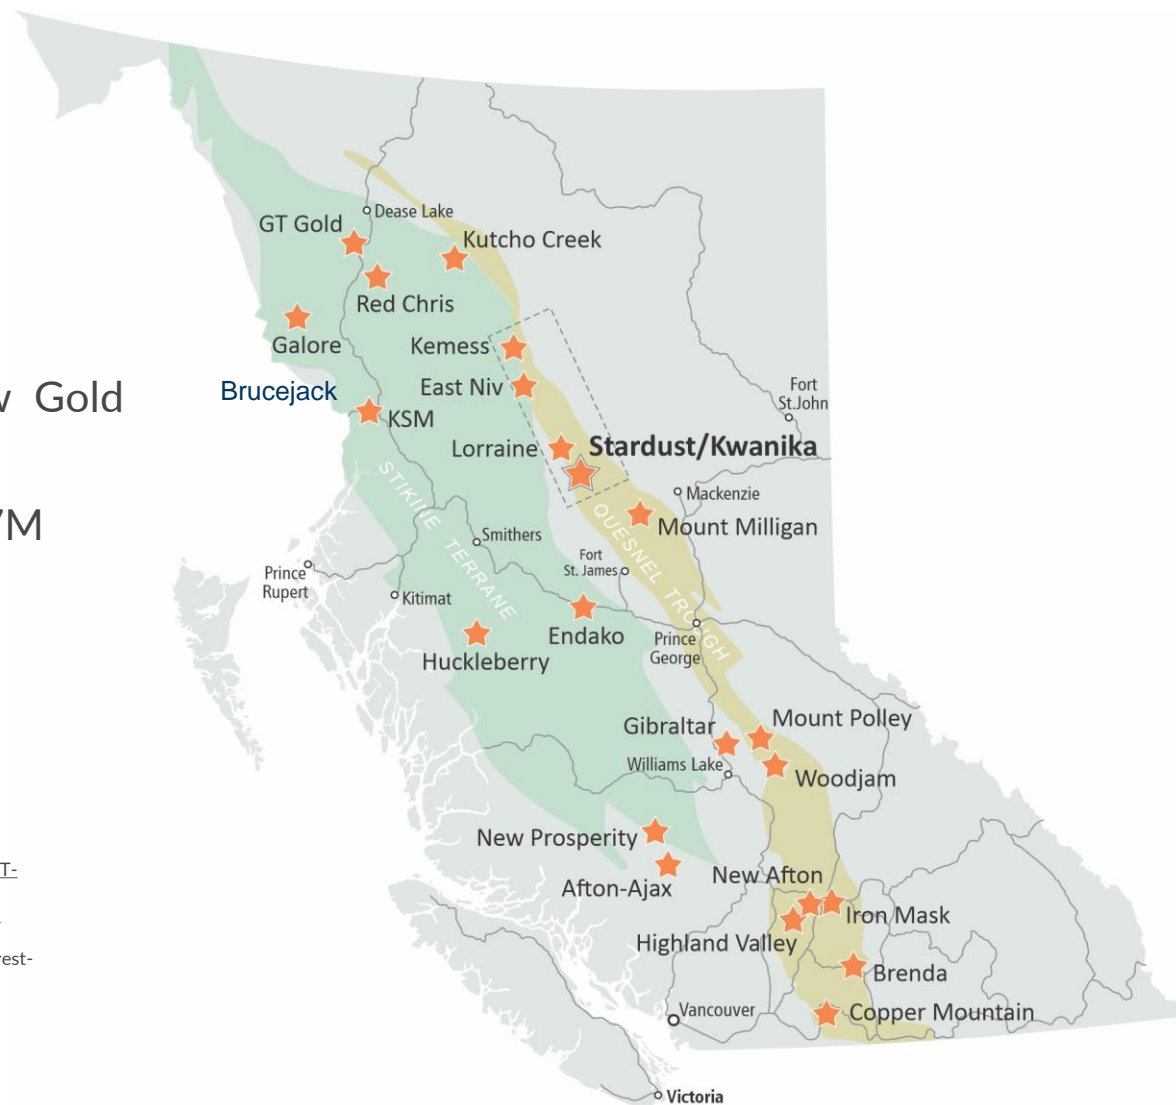 GT Gold
Dease Lake
Kutcho Creek
Red Chris
Galore
Kemess
w Gold
Brucejack
East Niv
Fort
St.John
KSM
Lorraine
Stardust/Kwanika
STIKINE TERRANE
QUESNEL TROUGH
Mackenzie
7M
Mount Milligan
Smithers
Fort
St. James
Prince
Rupert
Kitimat
Endako
Prince
George
Huckleberry
Gibraltar
Mount Polley
Williams Lake
Woodjam
New Prosperity
T-
Afton-Ajax
New Afton
Iron Mask
Highland Valley
vest-
Brenda
Vancouver
Copper Mountain
Victoria